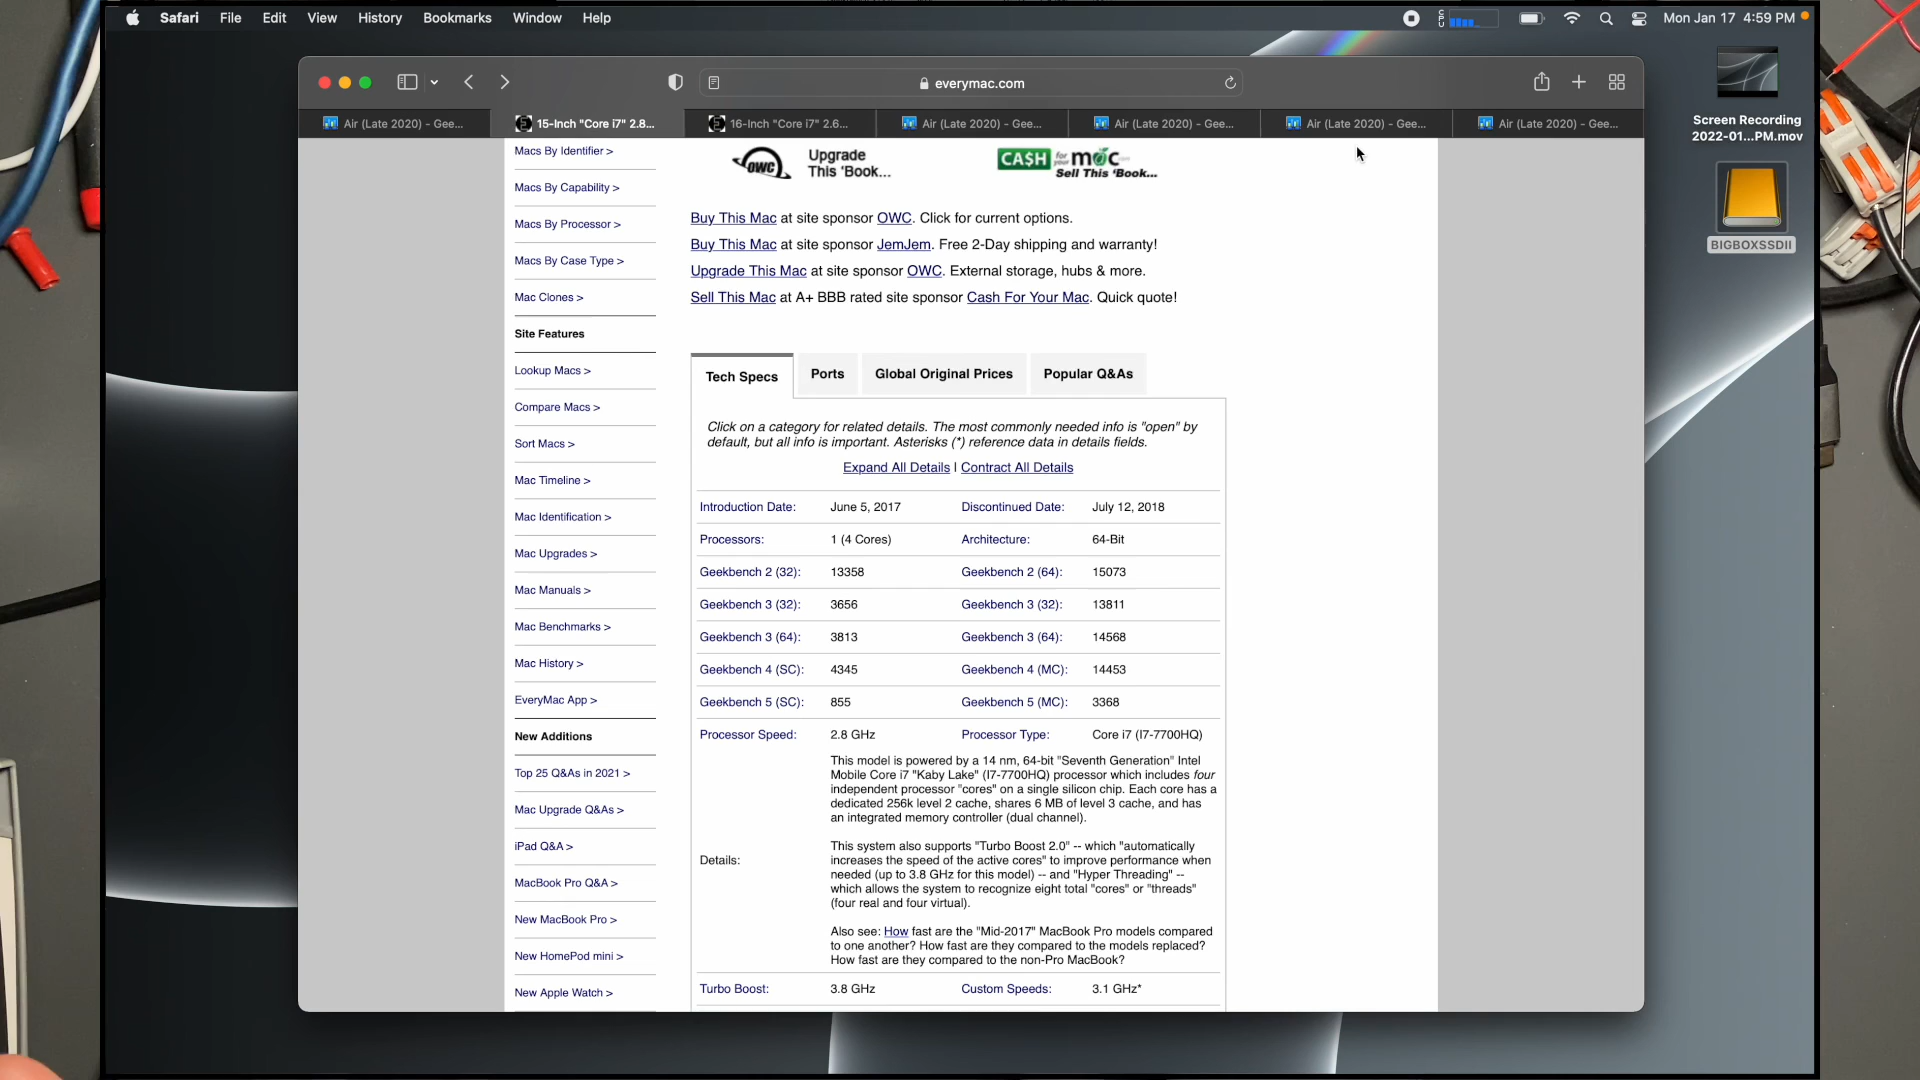 Safari File Edit View History Bookmarks Window Help
CPU
Mon Jan 17 4:59 PM
everymac.com
Air (Late 2020) - Gee...
15-Inch "Core i7" 2.8...
16-Inch "Core i7" 2.6...
Air (Late 2020) - Gee...
Air (Late 2020) - Gee...
Air (Late 2020) - Gee...
Air (Late 2020) - Gee...
Screen Recording
2022-01...PM.mov
BIGBOXSSDII
Macs By Identifier >
Macs By Capability >
Macs By Processor >
Macs By Case Type >
Mac Clones >
Site Features
Lookup Macs >
Compare Macs >
Sort Macs >
Mac Timeline >
Mac Identification >
Mac Upgrades >
Mac Manuals >
Mac Benchmarks >
Mac History >
EveryMac App >
New Additions
Top 25 Q&As in 2021 >
Mac Upgrade Q&As >
iPad Q&A >
MacBook Pro Q&A >
New MacBook Pro >
New HomePod mini >
New Apple Watch >
OWC
Upgrade
This 'Book...
CA$H for mac
Sell This 'Book...
Buy This Mac at site sponsor OWC. Click for current options.
Buy This Mac at site sponsor JemJem. Free 2-Day shipping and warranty!
Upgrade This Mac at site sponsor OWC. External storage, hubs & more.
Sell This Mac at A+ BBB rated site sponsor Cash For Your Mac. Quick quote!
Tech Specs Ports Global Original Prices Popular Q&As
Click on a category for related details. The most commonly needed info is "open" by
default, but all info is important. Asterisks (*) reference data in details fields.
Expand All Details | Contract All Details
Introduction Date: June 5, 2017 Discontinued Date: July 12, 2018
Processors: 1 (4 Cores) Architecture: 64-Bit
Geekbench 2 (32): 13358 Geekbench 2 (64): 15073
Geekbench 3 (32): 3656 Geekbench 3 (32): 13811
Geekbench 3 (64): 3813 Geekbench 3 (64): 14568
Geekbench 4 (SC): 4345 Geekbench 4 (MC): 14453
Geekbench 5 (SC): 855 Geekbench 5 (MC): 3368
Processor Speed: 2.8 GHz Processor Type: Core i7 (I7-7700HQ)
Details:
This model is powered by a 14 nm, 64-bit "Seventh Generation" Intel
Mobile Core i7 "Kaby Lake" (I7-7700HQ) processor which includes four
independent processor "cores" on a single silicon chip. Each core has a
dedicated 256k level 2 cache, shares 6 MB of level 3 cache, and has
an integrated memory controller (dual channel).
This system also supports "Turbo Boost 2.0" -- which "automatically
increases the speed of the active cores" to improve performance when
needed (up to 3.8 GHz for this model) -- and "Hyper Threading" --
which allows the system to recognize eight total "cores" or "threads"
(four real and four virtual).
Also see: How fast are the "Mid-2017" MacBook Pro models compared
to one another? How fast are they compared to the models replaced?
How fast are they compared to the non-Pro MacBook?
Turbo Boost: 3.8 GHz Custom Speeds: 3.1 GHz*